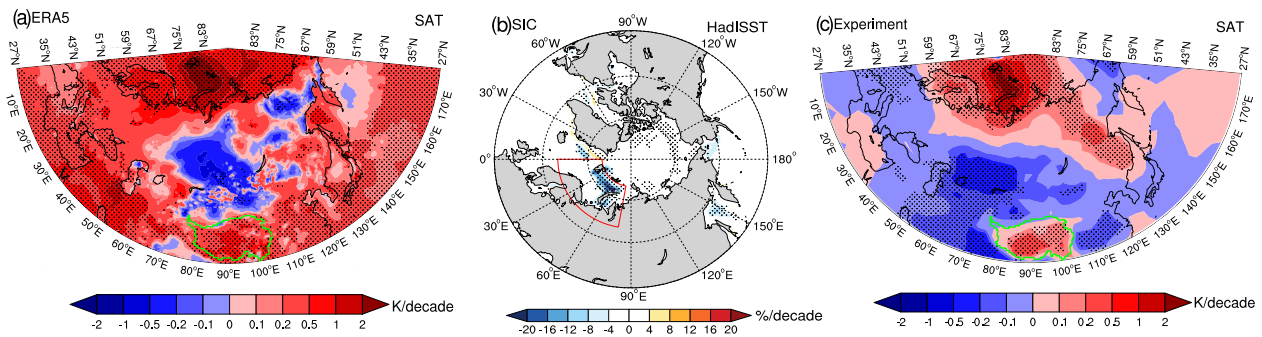 (a)ERA5 SAT
27°N 35°N 43°N 51°N 59°N 67°N 75°N 83°N 83°N 75°N 67°N 59°N 51°N 43°N 35°N 27°N
10°E 20°E 30°E 40°E 50°E 60°E 70°E 80°E 90°E 100°E 110°E 120°E 130°E 140°E 150°E 160°E 170°E
-2 -1 -0.5 -0.2 -0.1 0 0.1 0.2 0.5 1 2 K/decade
(b)SIC HadISST
90°W
60°W 120°W
30°W 150°W
0° 180°
30°E 150°E
60°E 120°E
90°E
-20 -16 -12 -8 -4 0 4 8 12 16 20 %/decade
(c)Experiment SAT
27°N 35°N 43°N 51°N 59°N 67°N 75°N 83°N 83°N 75°N 67°N 59°N 51°N 43°N 35°N 27°N
10°E 20°E 30°E 40°E 50°E 60°E 70°E 80°E 90°E 100°E 110°E 120°E 130°E 140°E 150°E 160°E 170°E
-2 -1 -0.5 -0.2 -0.1 0 0.1 0.2 0.5 1 2 K/decade